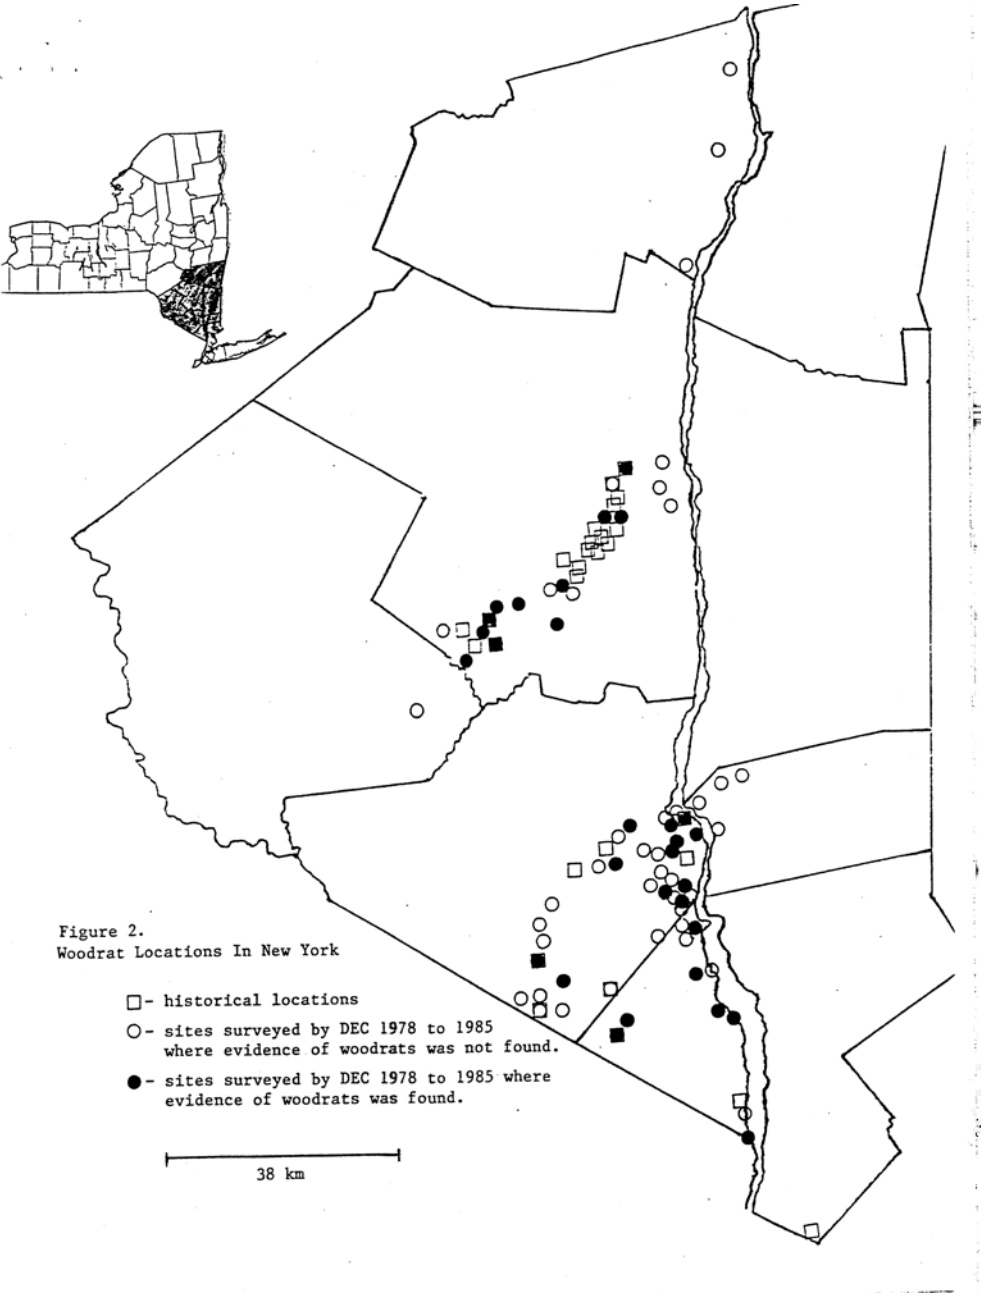 Figure 2.
Woodrat Locations In New York
□- historical locations
○- sites surveyed by DEC 1978 to 1985
where evidence of woodrats was not found.
●- sites surveyed by DEC 1978 to 1985 where
evidence of woodrats was found.
38 km